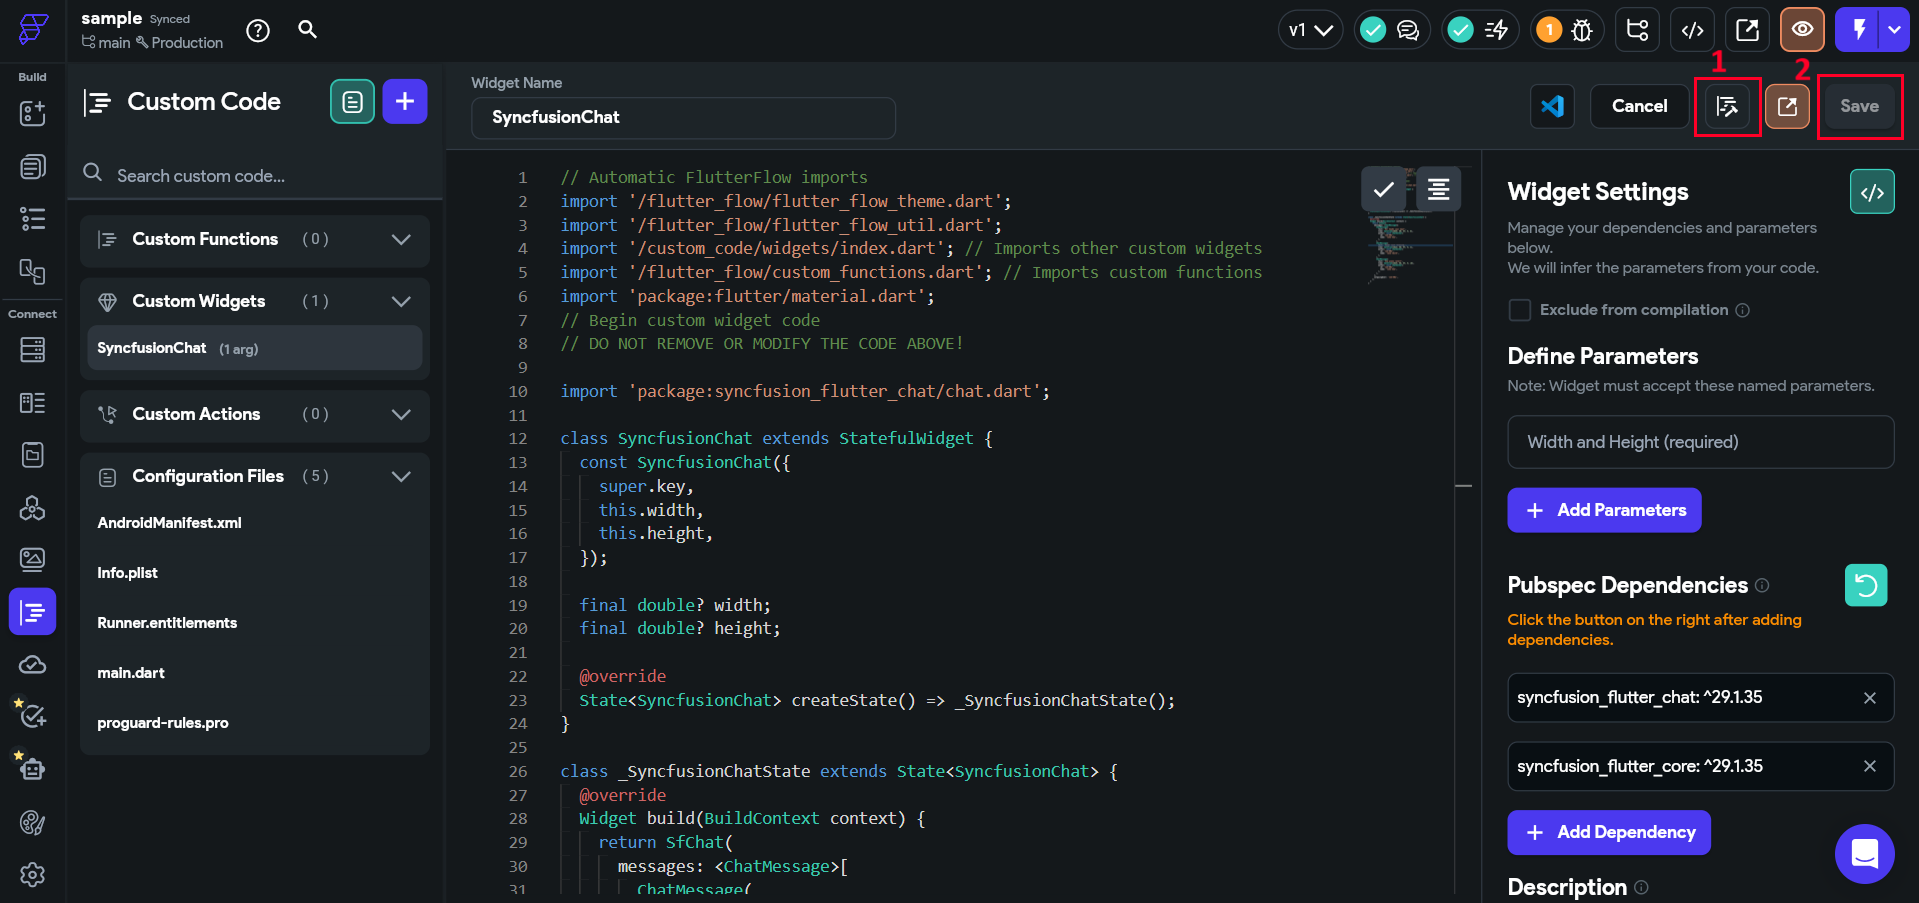 sample Synced
main Production
v1
1
1
2
Build
Connect
Custom Code
Search custom code...
Custom Functions ( 0 )
Custom Widgets ( 1 )
SyncfusionChat (1 arg)
Custom Actions ( 0 )
Configuration Files ( 5 )
AndroidManifest.xml
Info.plist
Runner.entitlements
main.dart
proguard-rules.pro
Widget Name
SyncfusionChat
Cancel
Save
1 // Automatic FlutterFlow imports
2 import '/flutter_flow/flutter_flow_theme.dart';
3 import '/flutter_flow/flutter_flow_util.dart';
4 import '/custom_code/widgets/index.dart'; // Imports other custom widgets
5 import '/flutter_flow/custom_functions.dart'; // Imports custom functions
6 import 'package:flutter/material.dart';
7 // Begin custom widget code
8 // DO NOT REMOVE OR MODIFY THE CODE ABOVE!
9
10 import 'package:syncfusion_flutter_chat/chat.dart';
11
12 class SyncfusionChat extends StatefulWidget {
13 const SyncfusionChat({
14 super.key,
15 this.width,
16 this.height,
17 });
18
19 final double? width;
20 final double? height;
21
22 @override
23 State<SyncfusionChat> createState() => _SyncfusionChatState();
24 }
25
26 class _SyncfusionChatState extends State<SyncfusionChat> {
27 @override
28 Widget build(BuildContext context) {
29 return SfChat(
30 messages: <ChatMessage>[
31 ChatMessage(
Widget Settings
Manage your dependencies and parameters
below.
We will infer the parameters from your code.
Exclude from compilation
Define Parameters
Note: Widget must accept these named parameters.
Width and Height (required)
+ Add Parameters
Pubspec Dependencies
Click the button on the right after adding
dependencies.
syncfusion_flutter_chat: ^29.1.35
syncfusion_flutter_core: ^29.1.35
+ Add Dependency
Description